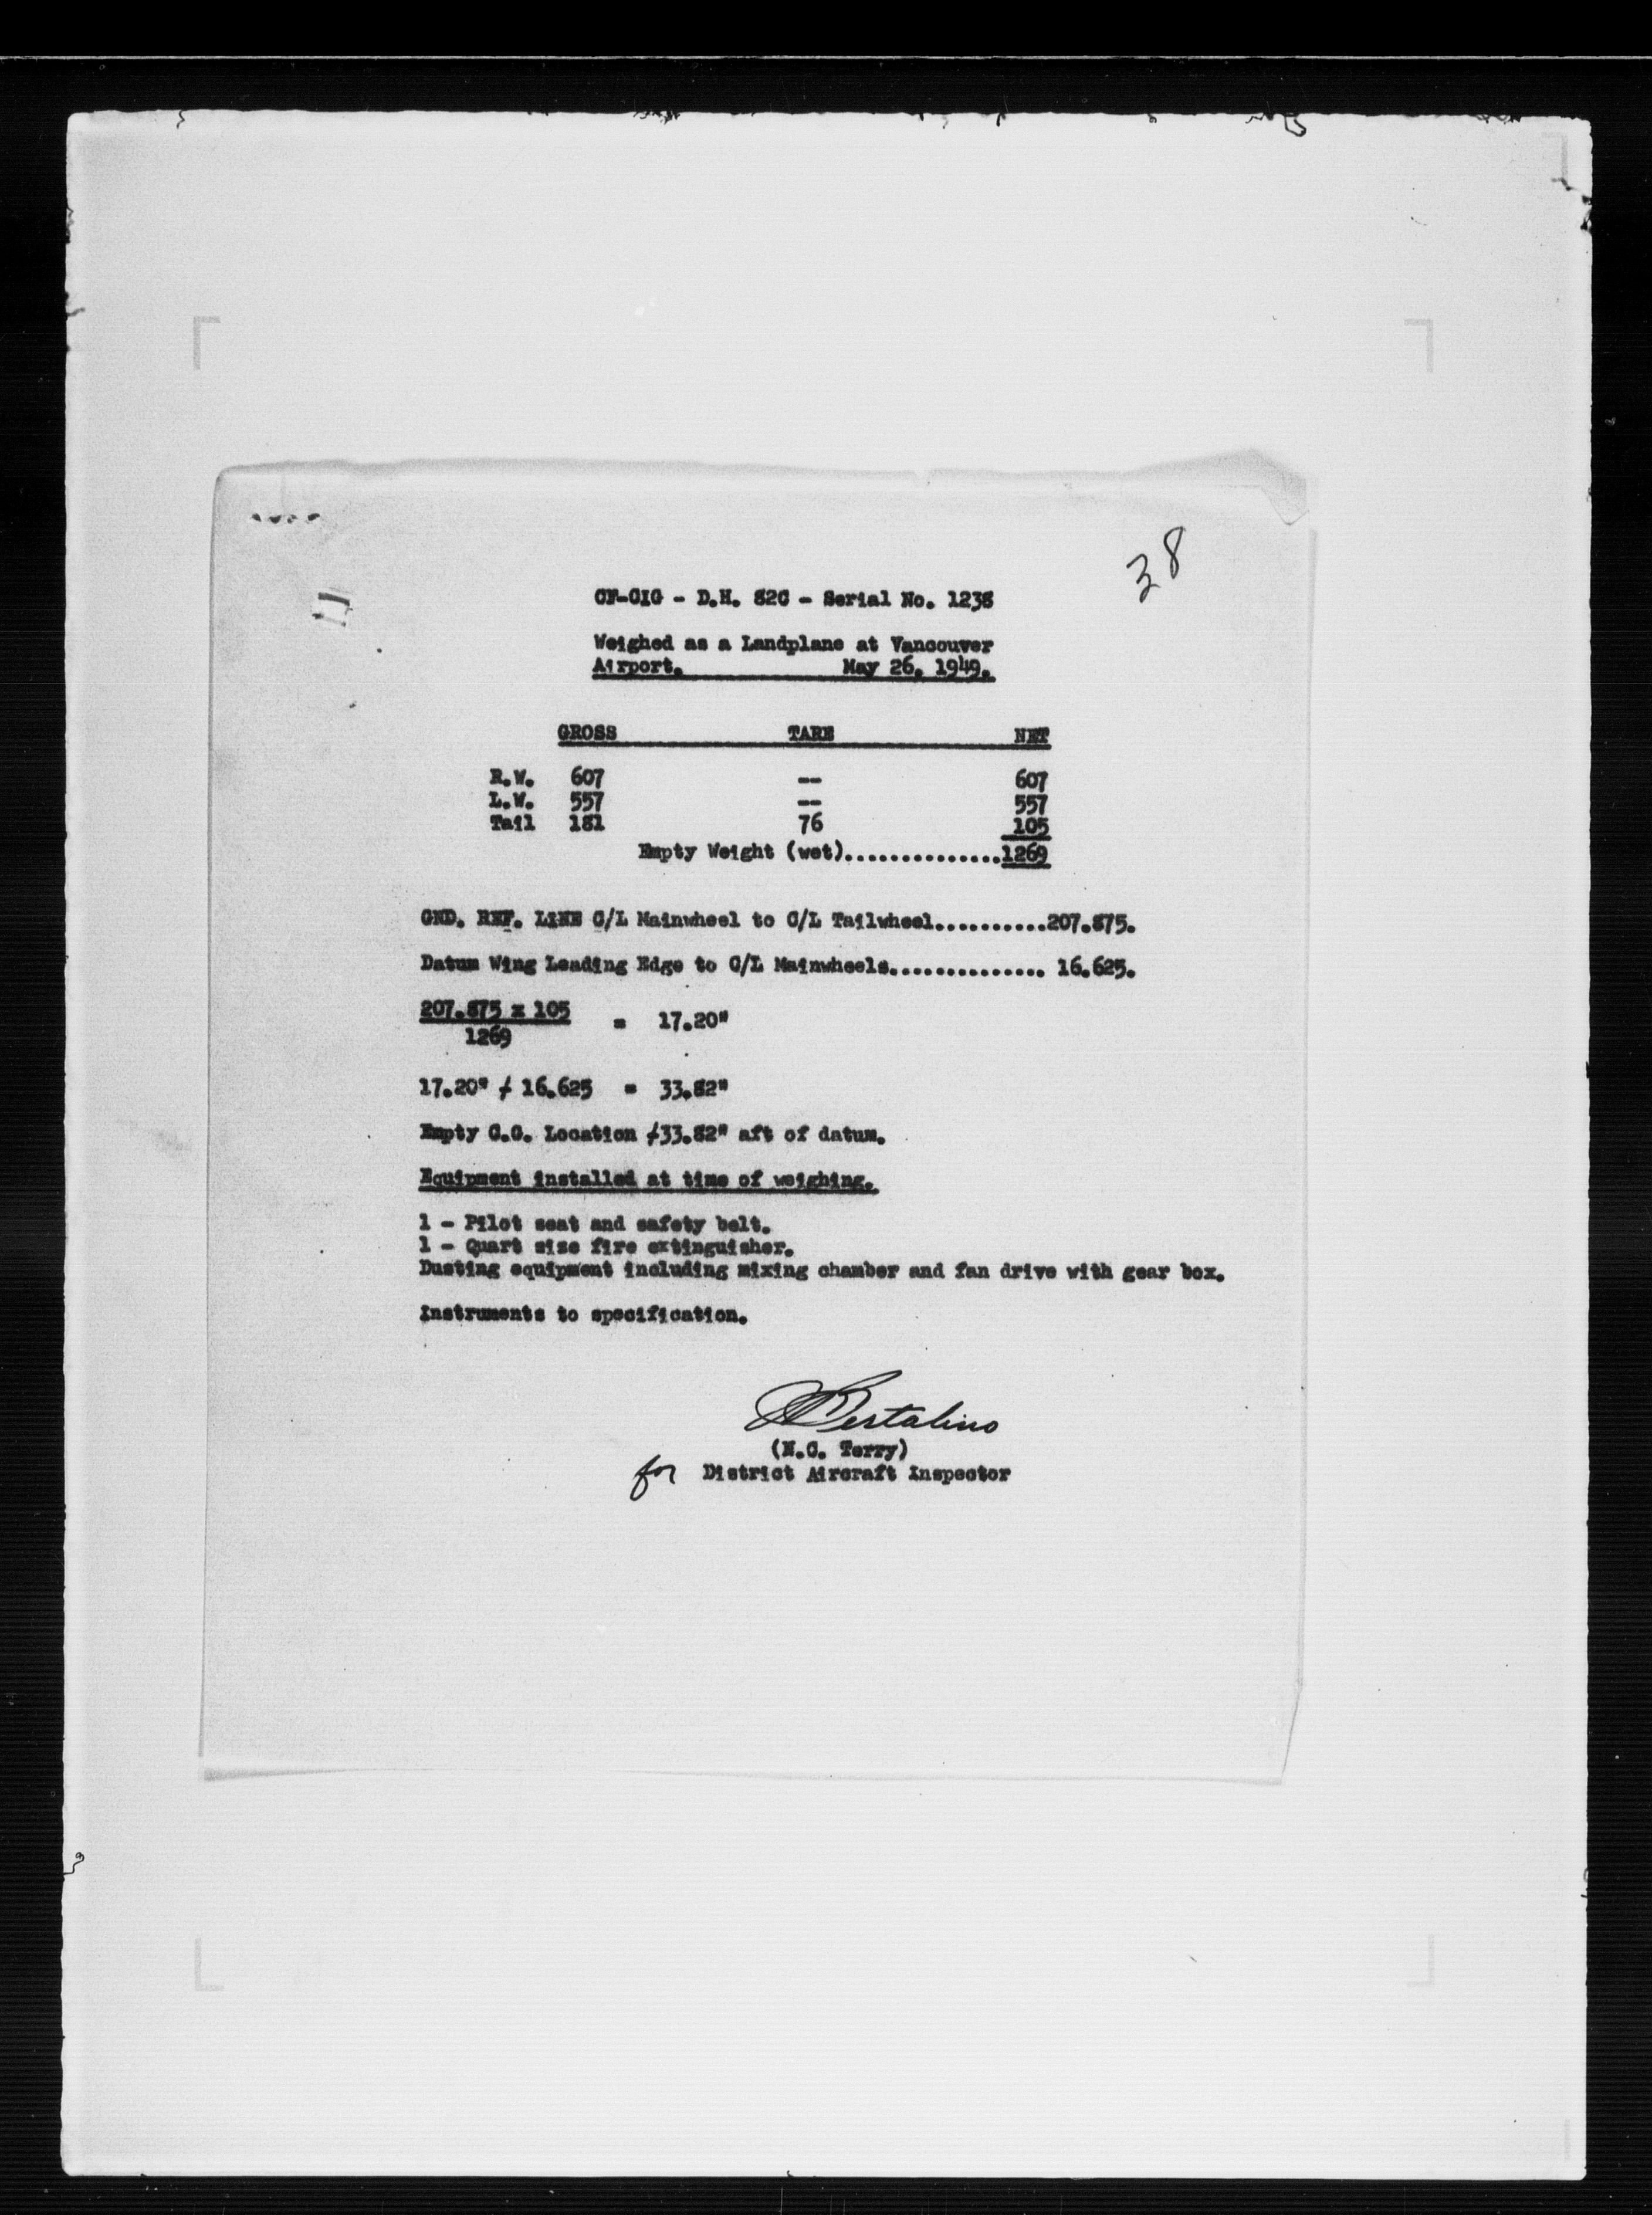 38
CF-CIG - D.H. 82C - Serial No. 1238
Weighed as a Landplane at Vancouver
Airport. May 26, 1949.
GROSS TARE NET
R.W. 607 -- 607
L.W. 557 -- 557
Tail 181 76 105
Empty Weight (wet)...............1269
GND. REF. LINE C/L Mainwheel to C/L Tailwheel..........207.875.
Datum Wing Leading Edge to C/L Mainwheels.............. 16.625.
207.875 x 105
= 17.20"
1269
17.20" / 16.625 = 33.82"
Empty C.G. Location /33.82" aft of datum.
Equipment installed at time of weighing.
1 - Pilot seat and safety belt.
1 - Quart size fire extinguisher.
Dusting equipment including mixing chamber and fan drive with gear box.
Instruments to specification.
Bertalino
(N.C. Terry)
for District Aircraft Inspector